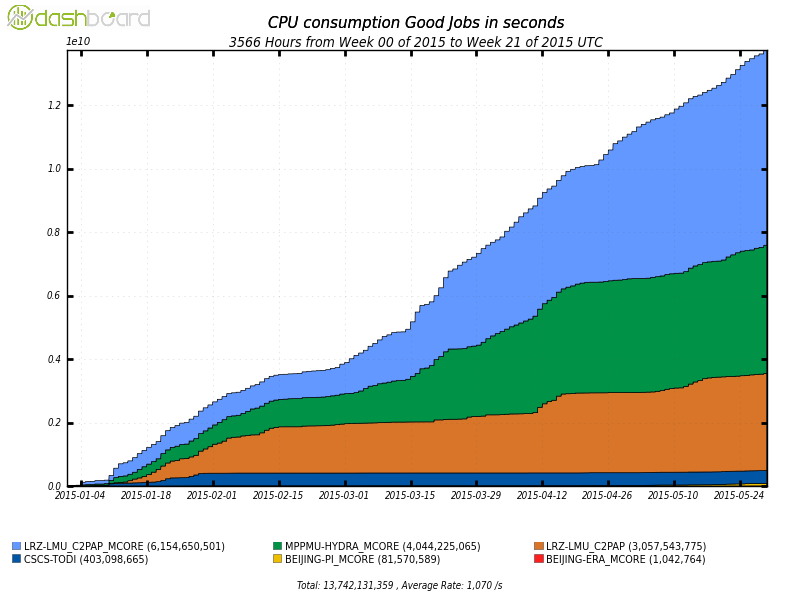 dashboard
CPU consumption Good Jobs in seconds
3566 Hours from Week 00 of 2015 to Week 21 of 2015 UTC
1e10
1.2
1.0
0.8
0.6
0.4
0.2
0.0
2015-01-04 2015-01-18 2015-02-01 2015-02-15 2015-03-01 2015-03-15 2015-03-29 2015-04-12 2015-04-26 2015-05-10 2015-05-24
LRZ-LMU_C2PAP_MCORE (6,154,650,501) MPPMU-HYDRA_MCORE (4,044,225,065) LRZ-LMU_C2PAP (3,057,543,775)
CSCS-TODI (403,098,665) BEIJING-PI_MCORE (81,570,589) BEIJING-ERA_MCORE (1,042,764)
Total: 13,742,131,359 , Average Rate: 1,070 /s